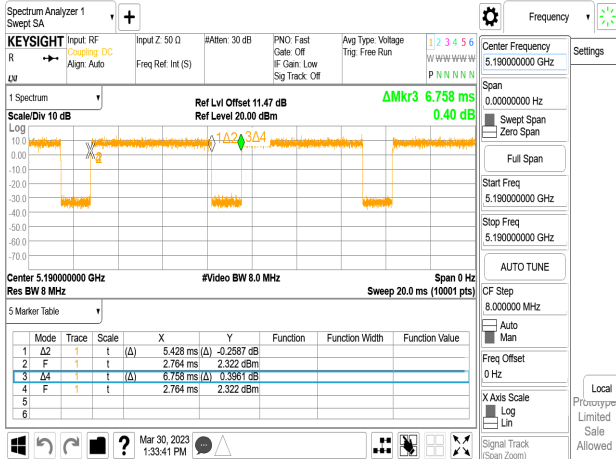 Spectrum Analyzer 1
Swept SA
Frequency
KEYSIGHT
R
Input: RF
Coupling: DC
Align: Auto
Input Z: 50 Ω
Freq Ref: Int (S)
#Atten: 30 dB
PNO: Fast
Gate: Off
IF Gain: Low
Sig Track: Off
Avg Type: Voltage
Trig: Free Run
1 2 3 4 5 6
W W W W W W
P N N N N N
1 Spectrum
Scale/Div 10 dB
Log
Ref Lvl Offset 11.47 dB
Ref Level 20.00 dBm
ΔMkr3 6.758 ms
0.40 dB
10.0
0.00
-10.0
-20.0
-30.0
-40.0
-50.0
-60.0
-70.0
1Δ2
3Δ4
Center 5.190000000 GHz
Res BW 8 MHz
#Video BW 8.0 MHz
Span 0 Hz
Sweep 20.0 ms (10001 pts)
5 Marker Table
Mode Trace Scale X Y Function Function Width Function Value
1 Δ2 1 t (Δ) 5.428 ms (Δ) -0.2587 dB
2 F 1 t 2.764 ms 2.322 dBm
3 Δ4 1 t (Δ) 6.758 ms (Δ) 0.3961 dB
4 F 1 t 2.764 ms 2.322 dBm
5
6
Mar 30, 2023
1:33:41 PM
Center Frequency
5.190000000 GHz
Settings
Span
0.00000000 Hz
Swept Span
Zero Span
Full Span
Start Freq
5.190000000 GHz
Stop Freq
5.190000000 GHz
AUTO TUNE
CF Step
8.000000 MHz
Auto
Man
Freq Offset
0 Hz
X Axis Scale
Log
Lin
Signal Track
(Span Zoom)
Local
Prototype
Limited
Sale
Allowed